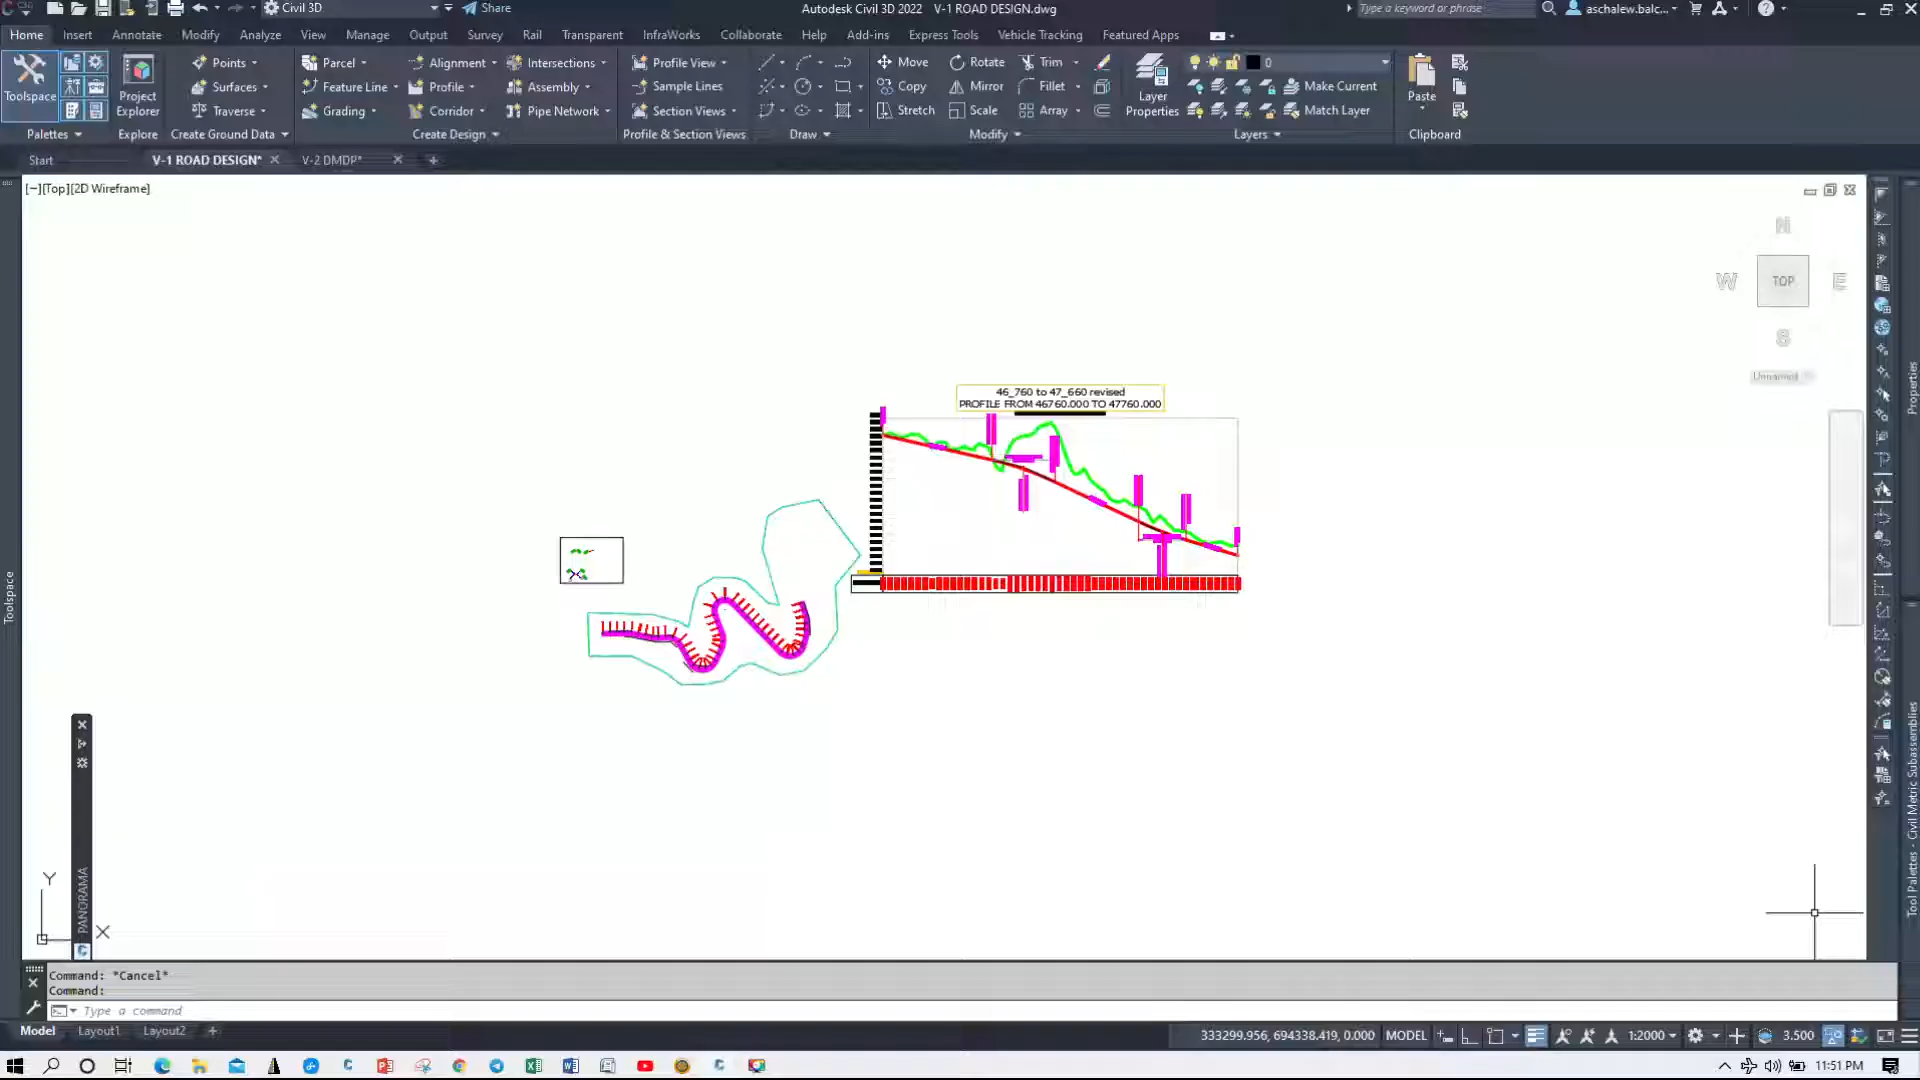 Civil 3D
Share
Autodesk Civil 3D 2022 V-1 ROAD DESIGN.dwg
Type a keyword or phrase
aschalew.balc...
Home Insert Annotate Modify Analyze View Manage Output Survey Rail Transparent InfraWorks Collaborate Help Add-ins Express Tools Vehicle Tracking Featured Apps
Toolspace
Palettes
Project
Explorer
Explore
Points
Surfaces
Traverse
Create Ground Data
Parcel Alignment Intersections
Feature Line Profile Assembly
Grading Corridor Pipe Network
Create Design
Profile View
Sample Lines
Section Views
Profile & Section Views
Draw
Move Rotate Trim
Copy Mirror Fillet
Stretch Scale Array
Modify
Layer
Properties
0
Make Current
Match Layer
Layers
Paste
Clipboard
Start V-1 ROAD DESIGN* V-2 DMDP*
[−][Top][2D Wireframe]
N
W TOP E
S
Unnamed
46_760 to 47_660 revised
PROFILE FROM 46760.000 TO 47760.000
Toolspace
Properties
Tool Palettes - Civil Metric Subassemblies
PANORAMA
Y
X
Command: *Cancel*
Command:
Type a command
Model Layout1 Layout2
333299.956, 694338.419, 0.000 MODEL 1:2000 3.500
11:51 PM